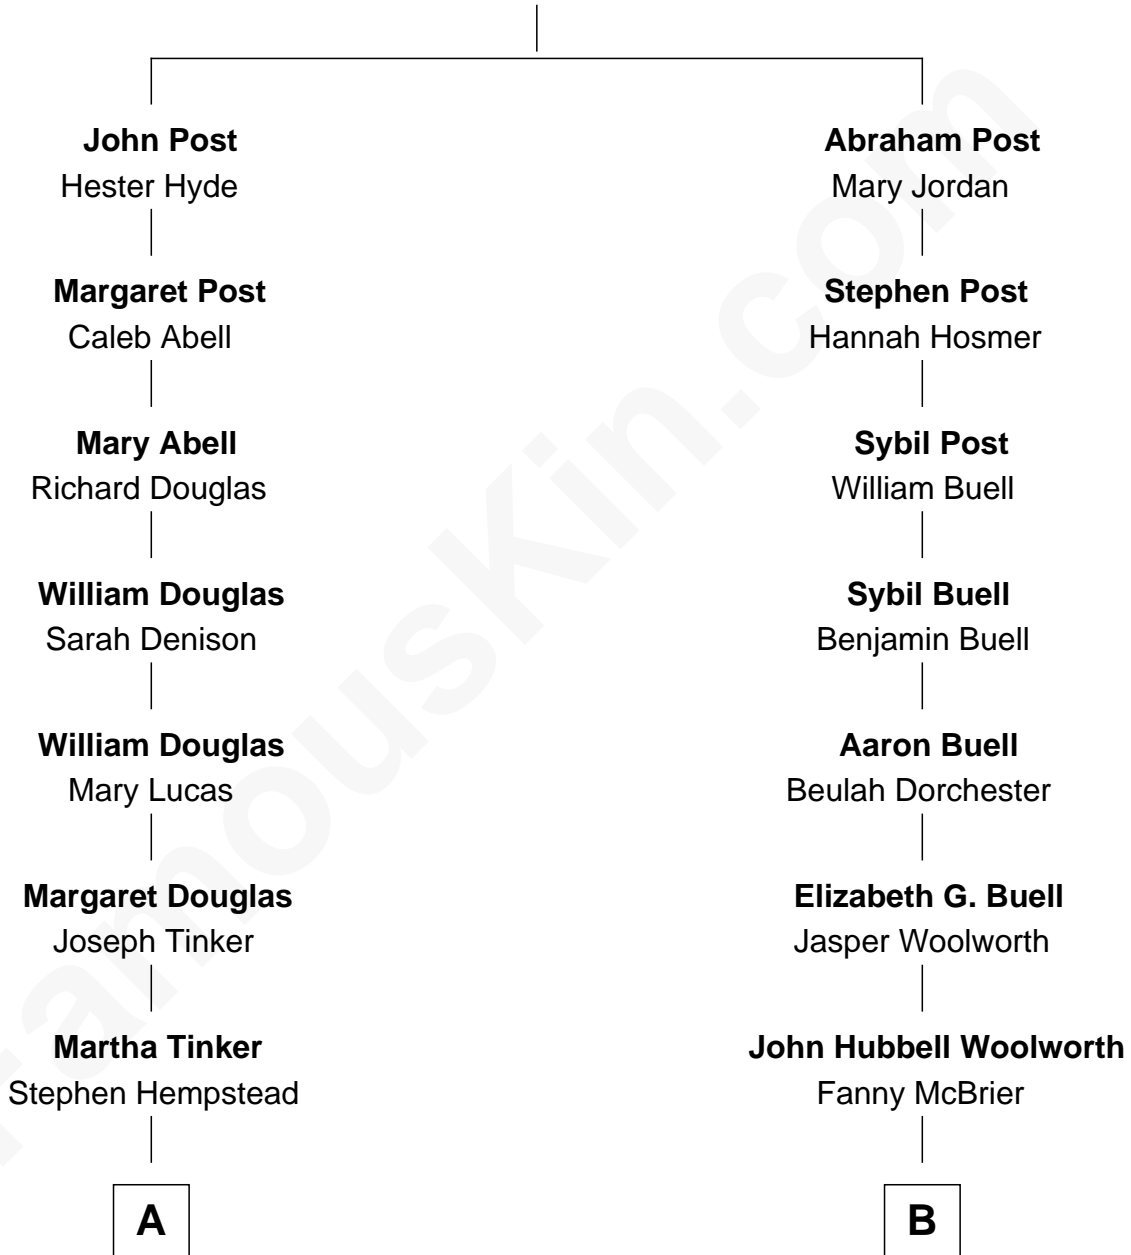 John Post
Hester Hyde
Margaret Post
Caleb Abell
Mary Abell
Richard Douglas
William Douglas
Sarah Denison
William Douglas
Mary Lucas
Margaret Douglas
Joseph Tinker
Martha Tinker
Stephen Hempstead
A
Abraham Post
Mary Jordan
Stephen Post
Hannah Hosmer
Sybil Post
William Buell
Sybil Buell
Benjamin Buell
Aaron Buell
Beulah Dorchester
Elizabeth G. Buell
Jasper Woolworth
John Hubbell Woolworth
Fanny McBrier
B
FamousKin.com